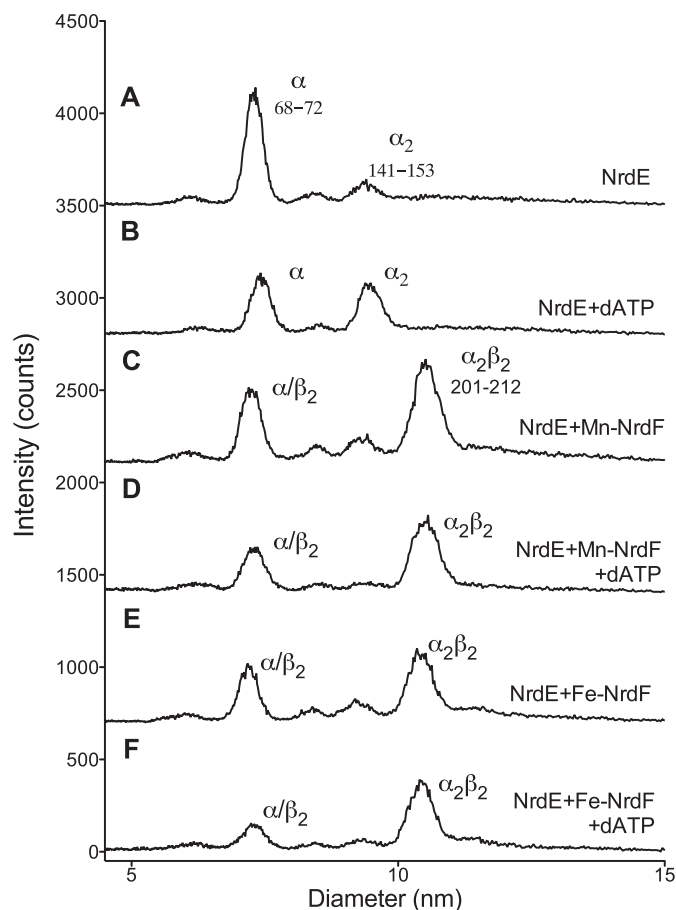 4500
A
α
68–72
4000
α2
141–153
NrdE
3500
B
α
α2
3000
NrdE+dATP
C
α2β2
201-212
α/β2
2500
NrdE+Mn-NrdF
2000
D
α/β2
α2β2
NrdE+Mn-NrdF
+dATP
1500
E
α/β2
α2β2
1000
NrdE+Fe-NrdF
F
500
α/β2
α2β2
NrdE+Fe-NrdF
+dATP
0
5
10
15
Intensity (counts)
Diameter (nm)